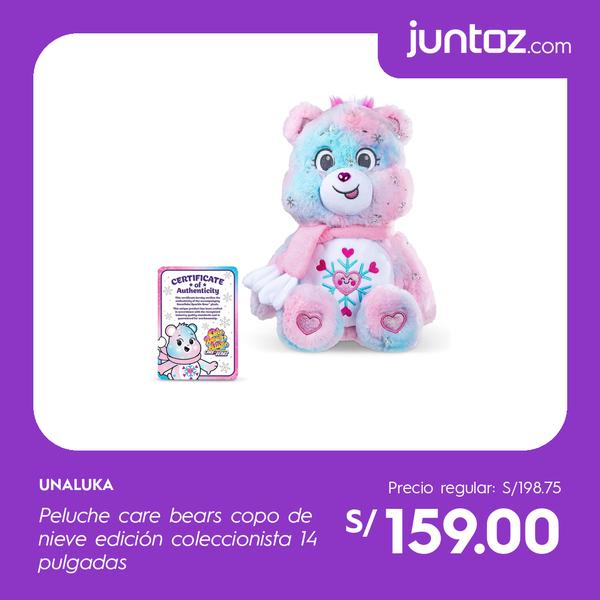 juntoz.com
CERTIFICATE
of
Authenticity
UNALUKA
Peluche care bears copo de
nieve edición coleccionista 14
pulgadas
Precio regular: S/198.75
S/159.00